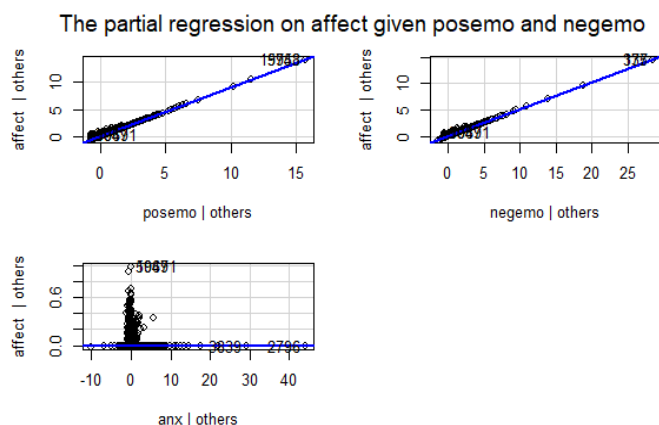 The partial regression on affect given posemo and negemo
affect | others
0 5 10
0 5 10 15
posemo | others
affect | others
0 5 10
0 5 10 15 20 25
negemo | others
affect | others
0.0 0.6
3839 2796
-10 0 10 20 30 40
anx | others